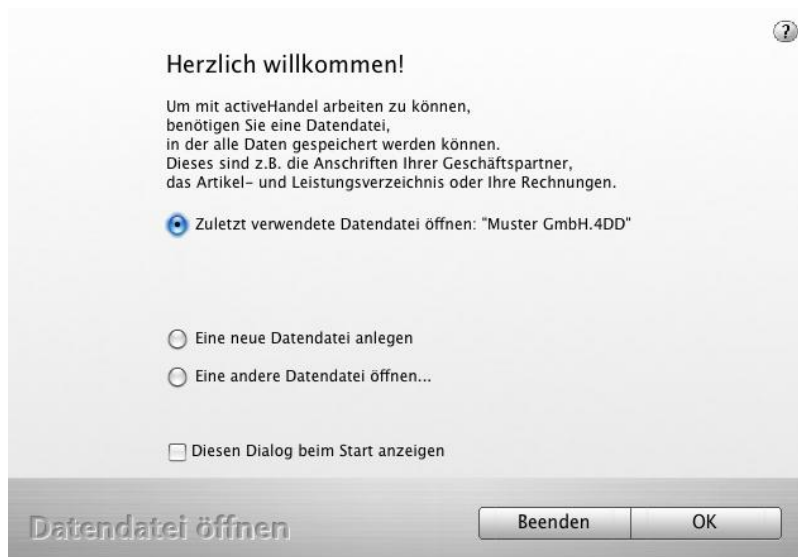 ?
Herzlich willkommen!
Um mit activeHandel arbeiten zu können,
benötigen Sie eine Datendatei,
in der alle Daten gespeichert werden können.
Dieses sind z.B. die Anschriften Ihrer Geschäftspartner,
das Artikel- und Leistungsverzeichnis oder Ihre Rechnungen.
Zuletzt verwendete Datendatei öffnen: "Muster GmbH.4DD"
Eine neue Datendatei anlegen
Eine andere Datendatei öffnen...
Diesen Dialog beim Start anzeigen
Datendatei öffnen
Beenden OK